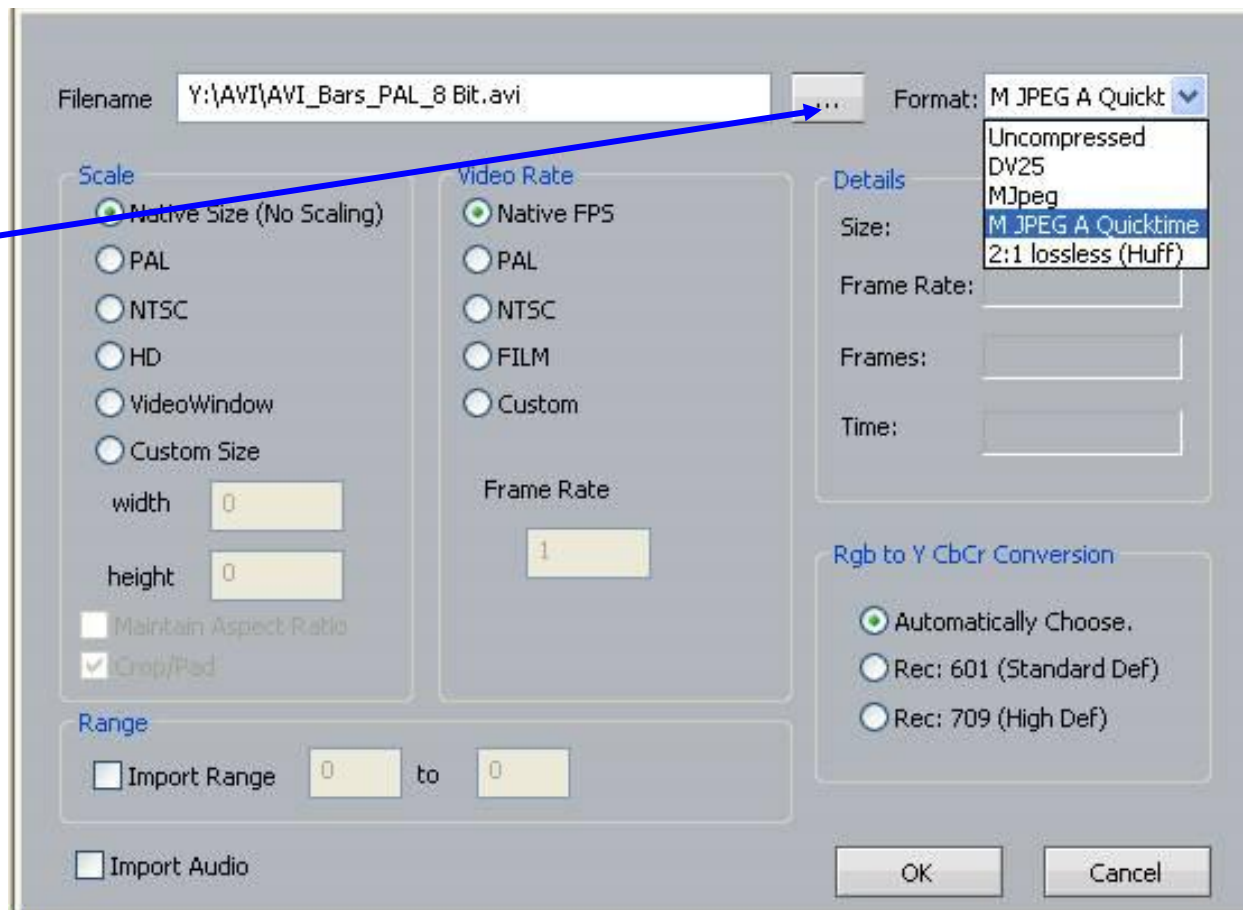 Filename Y:\AVI\AVI_Bars_PAL_8 Bit.avi ... Format: M JPEG A Quickt
Uncompressed
DV25
MJpeg
M JPEG A Quicktime
2:1 lossless (Huff)
Scale
Native Size (No Scaling)
PAL
NTSC
HD
VideoWindow
Custom Size
width 0
height 0
Maintain Aspect Ratio
Crop/Pad
Video Rate
Native FPS
PAL
NTSC
FILM
Custom
Frame Rate
1
Details
Size:
Frame Rate:
Frames:
Time:
Rgb to Y CbCr Conversion
Automatically Choose.
Rec: 601 (Standard Def)
Rec: 709 (High Def)
Range
Import Range 0 to 0
Import Audio
OK Cancel